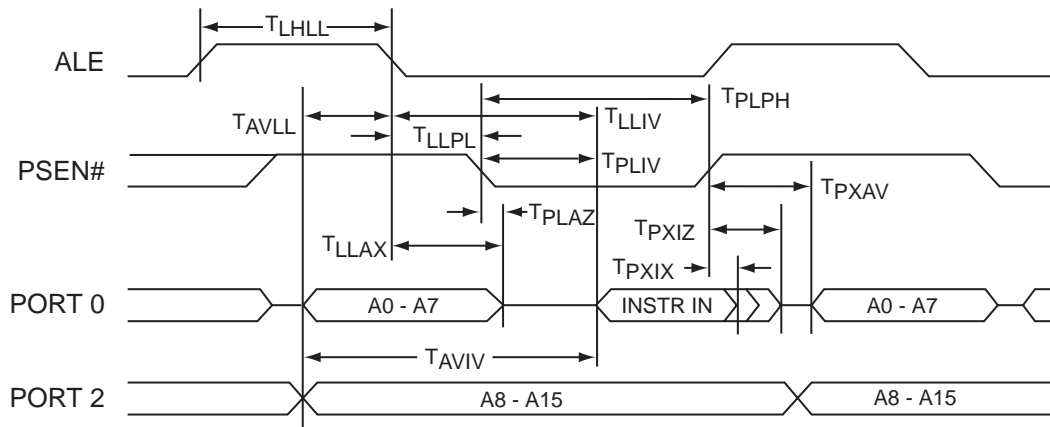 TLHLL
ALE
TPLPH
TAVLL
TLLIV
TLLPL
PSEN#
TPLIV
TPXAV
TPLAZ
TLLAX
TPXIZ
TPXIX
PORT 0
A0 - A7
INSTR IN
A0 - A7
TAVIV
PORT 2
A8 - A15
A8 - A15